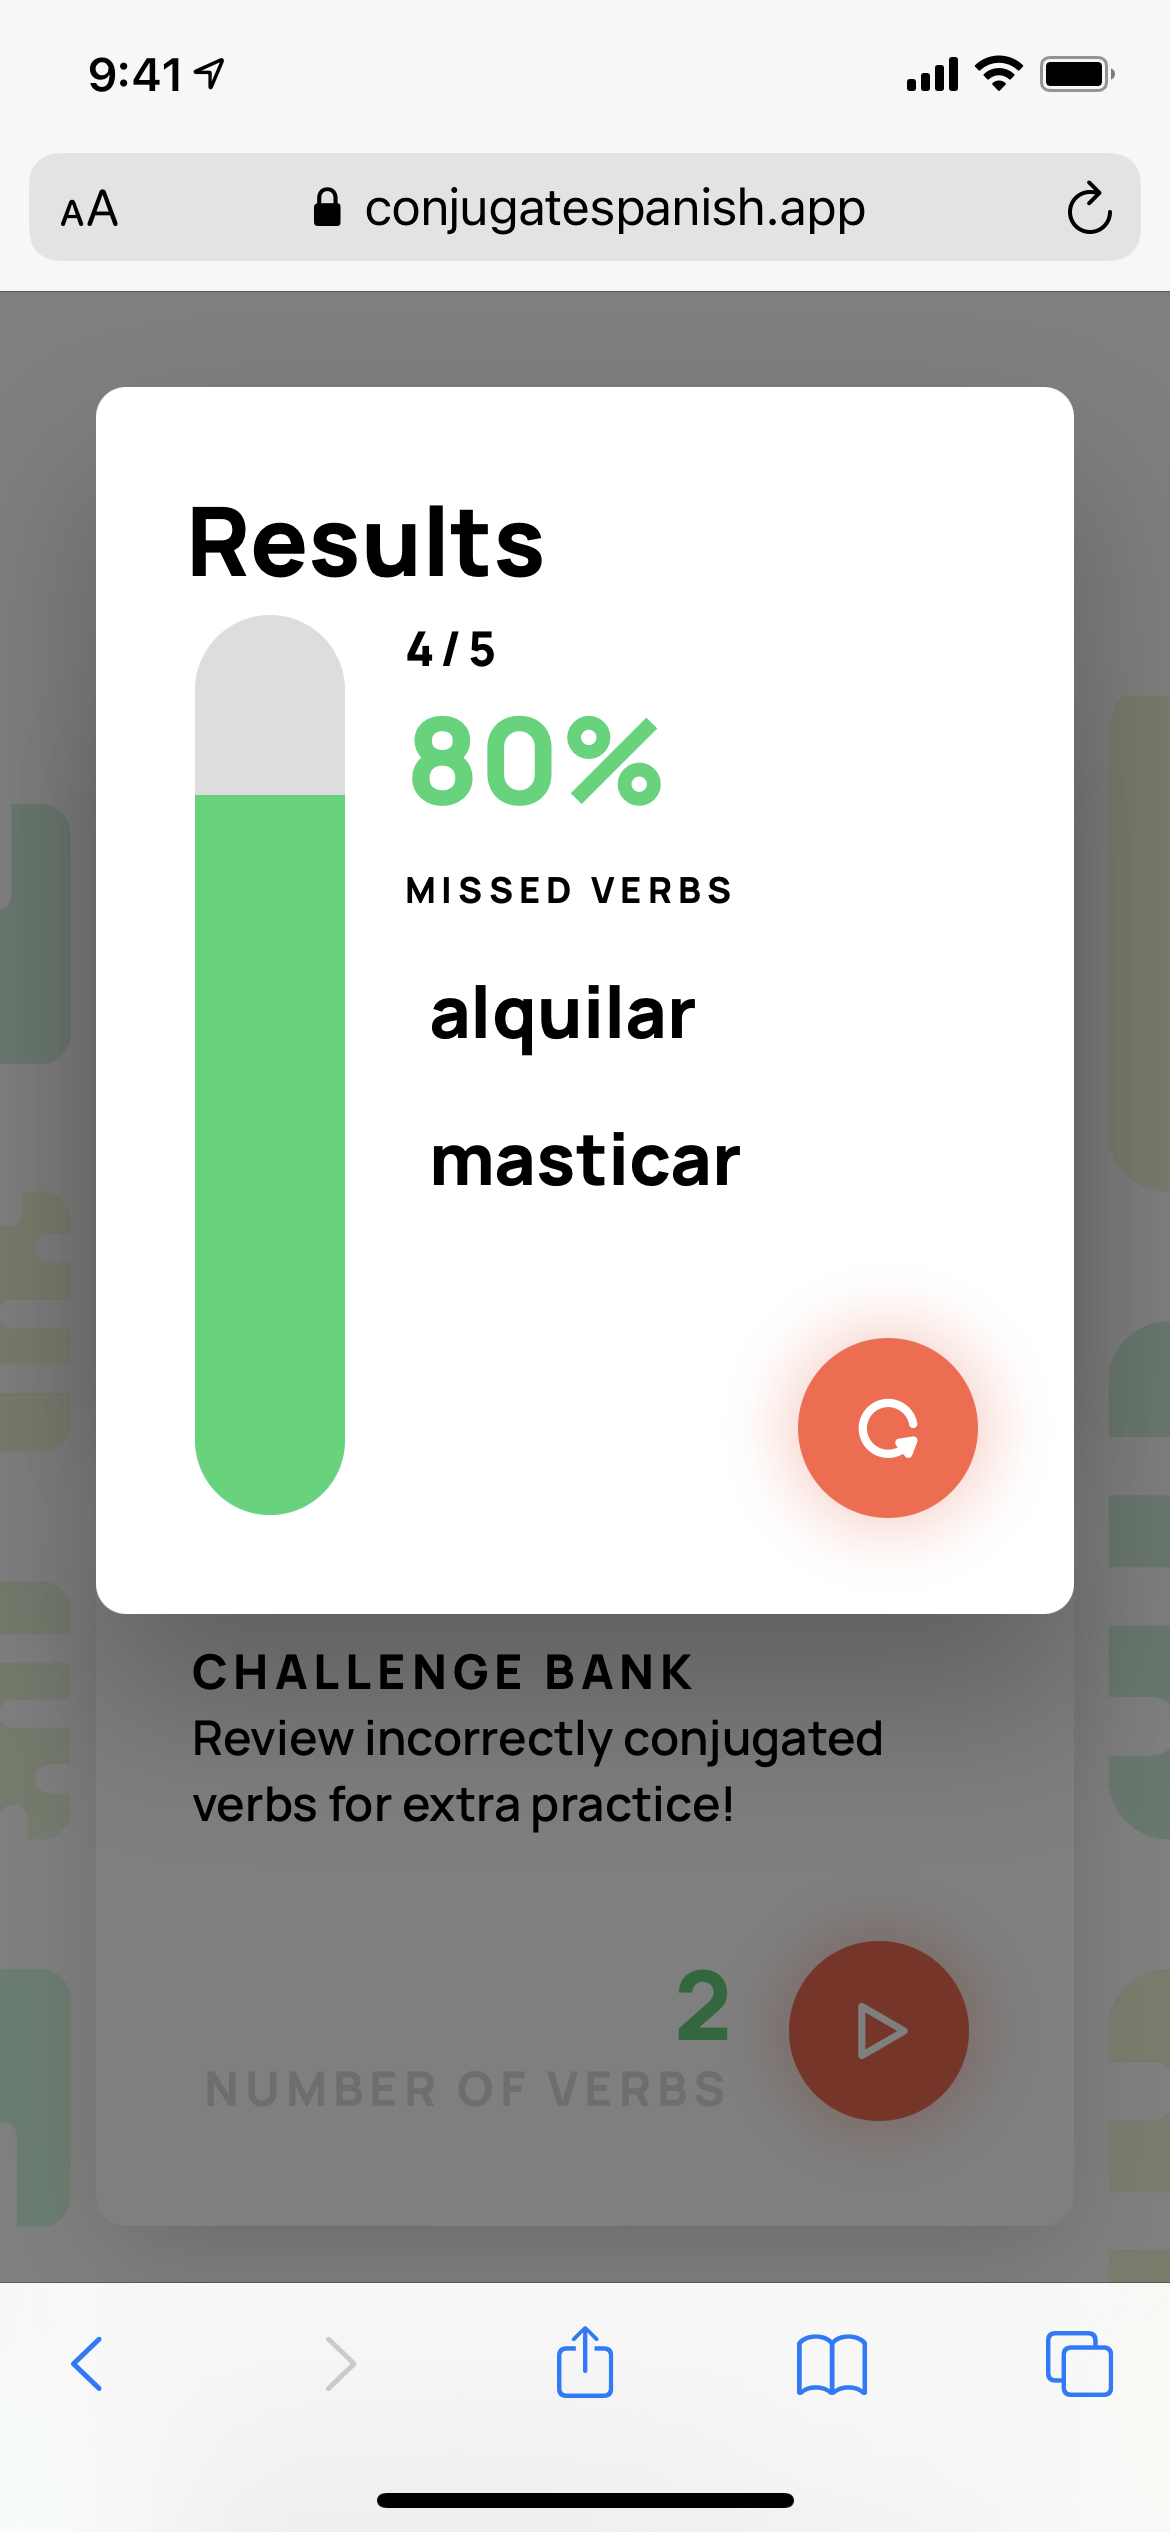 9:41
AA conjugatespanish.app
Results
4/5
80%
MISSED VERBS
alquilar
masticar
CHALLENGE BANK
Review incorrectly conjugated
verbs for extra practice!
2
NUMBER OF VERBS